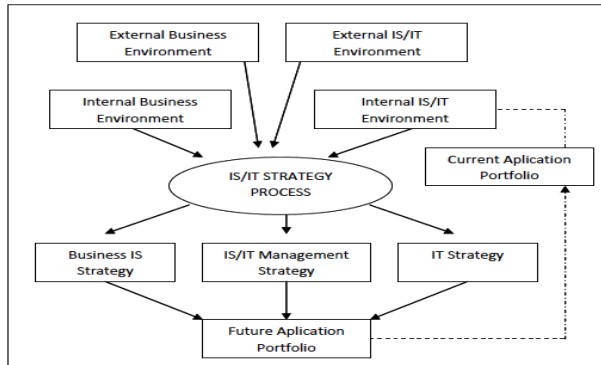 External Business
Environment
External IS/IT
Environment
Internal Business
Environment
Internal IS/IT
Environment
Current Aplication
Portfolio
IS/IT STRATEGY
PROCESS
Business IS
Strategy
IS/IT Management
Strategy
IT Strategy
Future Aplication
Portfolio